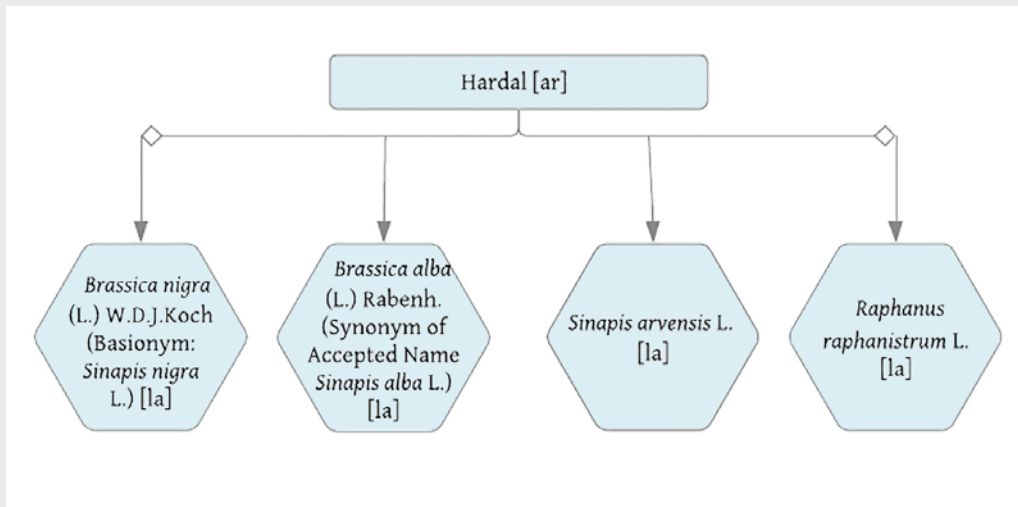 Hardal [ar]
Brassica nigra
(L.) W.D.J.Koch
(Basionym:
Sinapis nigra
L.) [la]
Brassica alba
(L.) Rabenh.
(Synonym of
Accepted Name
Sinapis alba L.)
[la]
Sinapis arvensis L.
[la]
Raphanus
raphanistrum L.
[la]